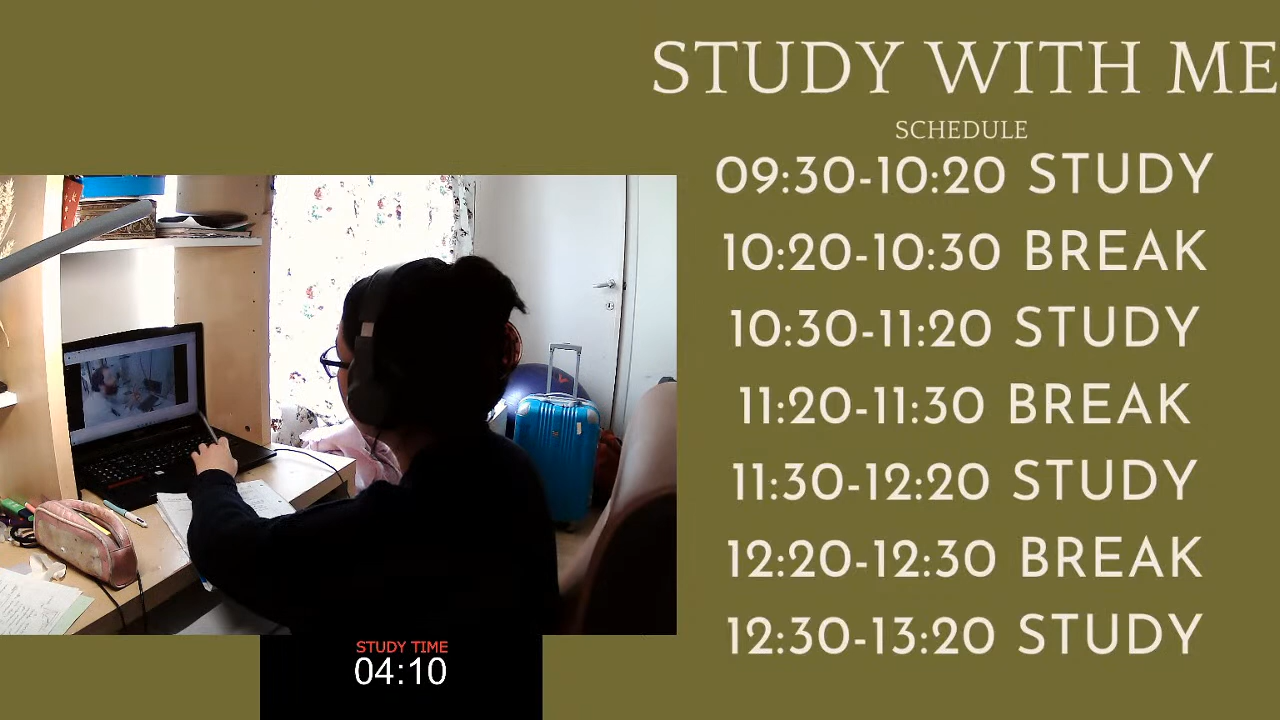 STUDY WITH ME
SCHEDULE
09:30-10:20 STUDY
10:20-10:30 BREAK
10:30-11:20 STUDY
11:20-11:30 BREAK
11:30-12:20 STUDY
12:20-12:30 BREAK
12:30-13:20 STUDY
STUDY TIME
04:10